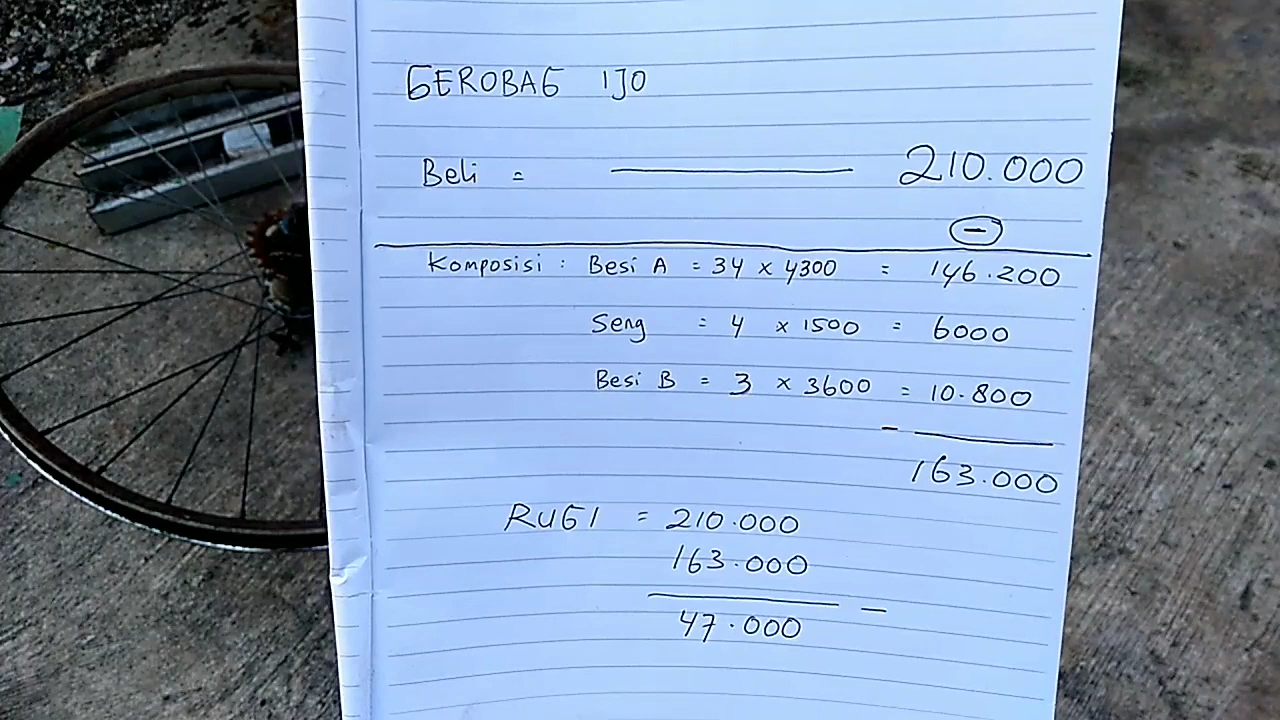 GEROBAG IJO
Beli = 210.000
-
Komposisi : Besi A = 34 x 4300 = 146.200
Seng = 4 x 1500 = 6000
Besi B = 3 x 3600 = 10.800
-
163.000
RUGI = 210.000
163.000
-
47.000